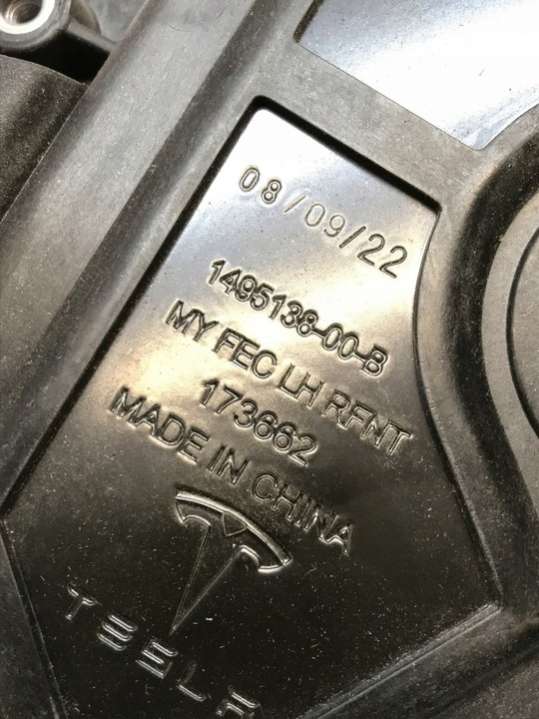 08/09/22
1495138-00-B
MY FEC LH RFNT
173662
MADE IN CHINA
TESLA